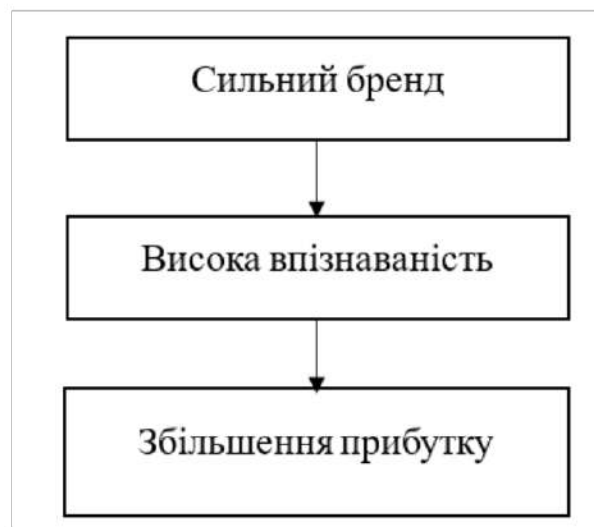 Сильний бренд
Висока впізнаваність
Збільшення прибутку